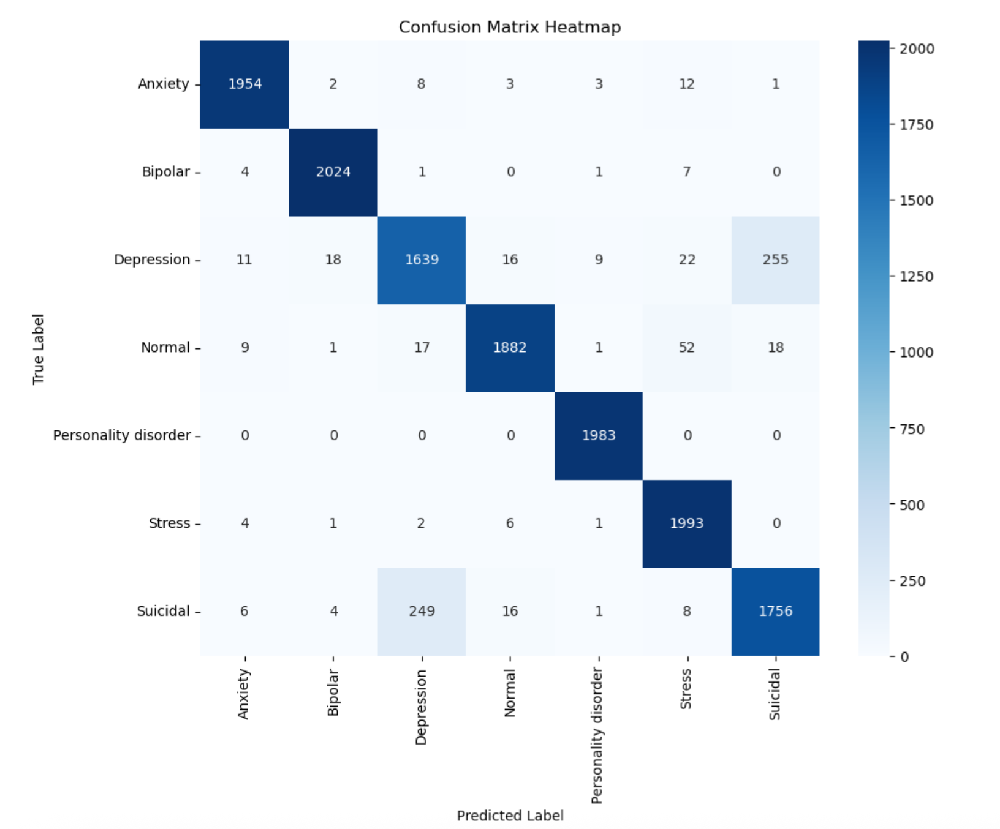 Confusion Matrix Heatmap
Anxiety 1954 2 8 3 3 12 1
Bipolar 4 2024 1 0 1 7 0
Depression 11 18 1639 16 9 22 255
Normal 9 1 17 1882 1 52 18
Personality disorder 0 0 0 0 1983 0 0
Stress 4 1 2 6 1 1993 0
Suicidal 6 4 249 16 1 8 1756
True Label
Anxiety
Bipolar
Depression
Normal
Personality disorder
Stress
Suicidal
Predicted Label
2000
1750
1500
1250
1000
750
500
250
0